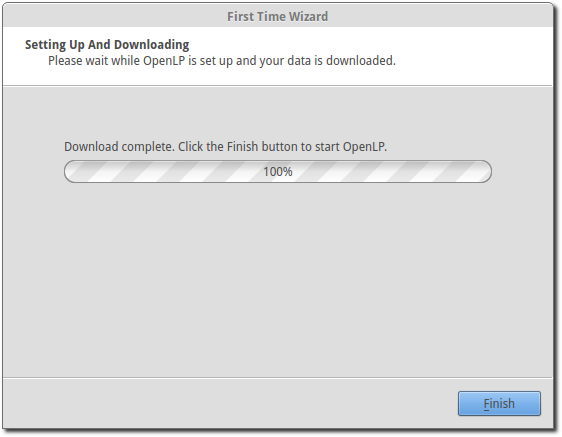 First Time Wizard
Setting Up And Downloading
Please wait while OpenLP is set up and your data is downloaded.
Download complete. Click the Finish button to start OpenLP.
100%
Finish